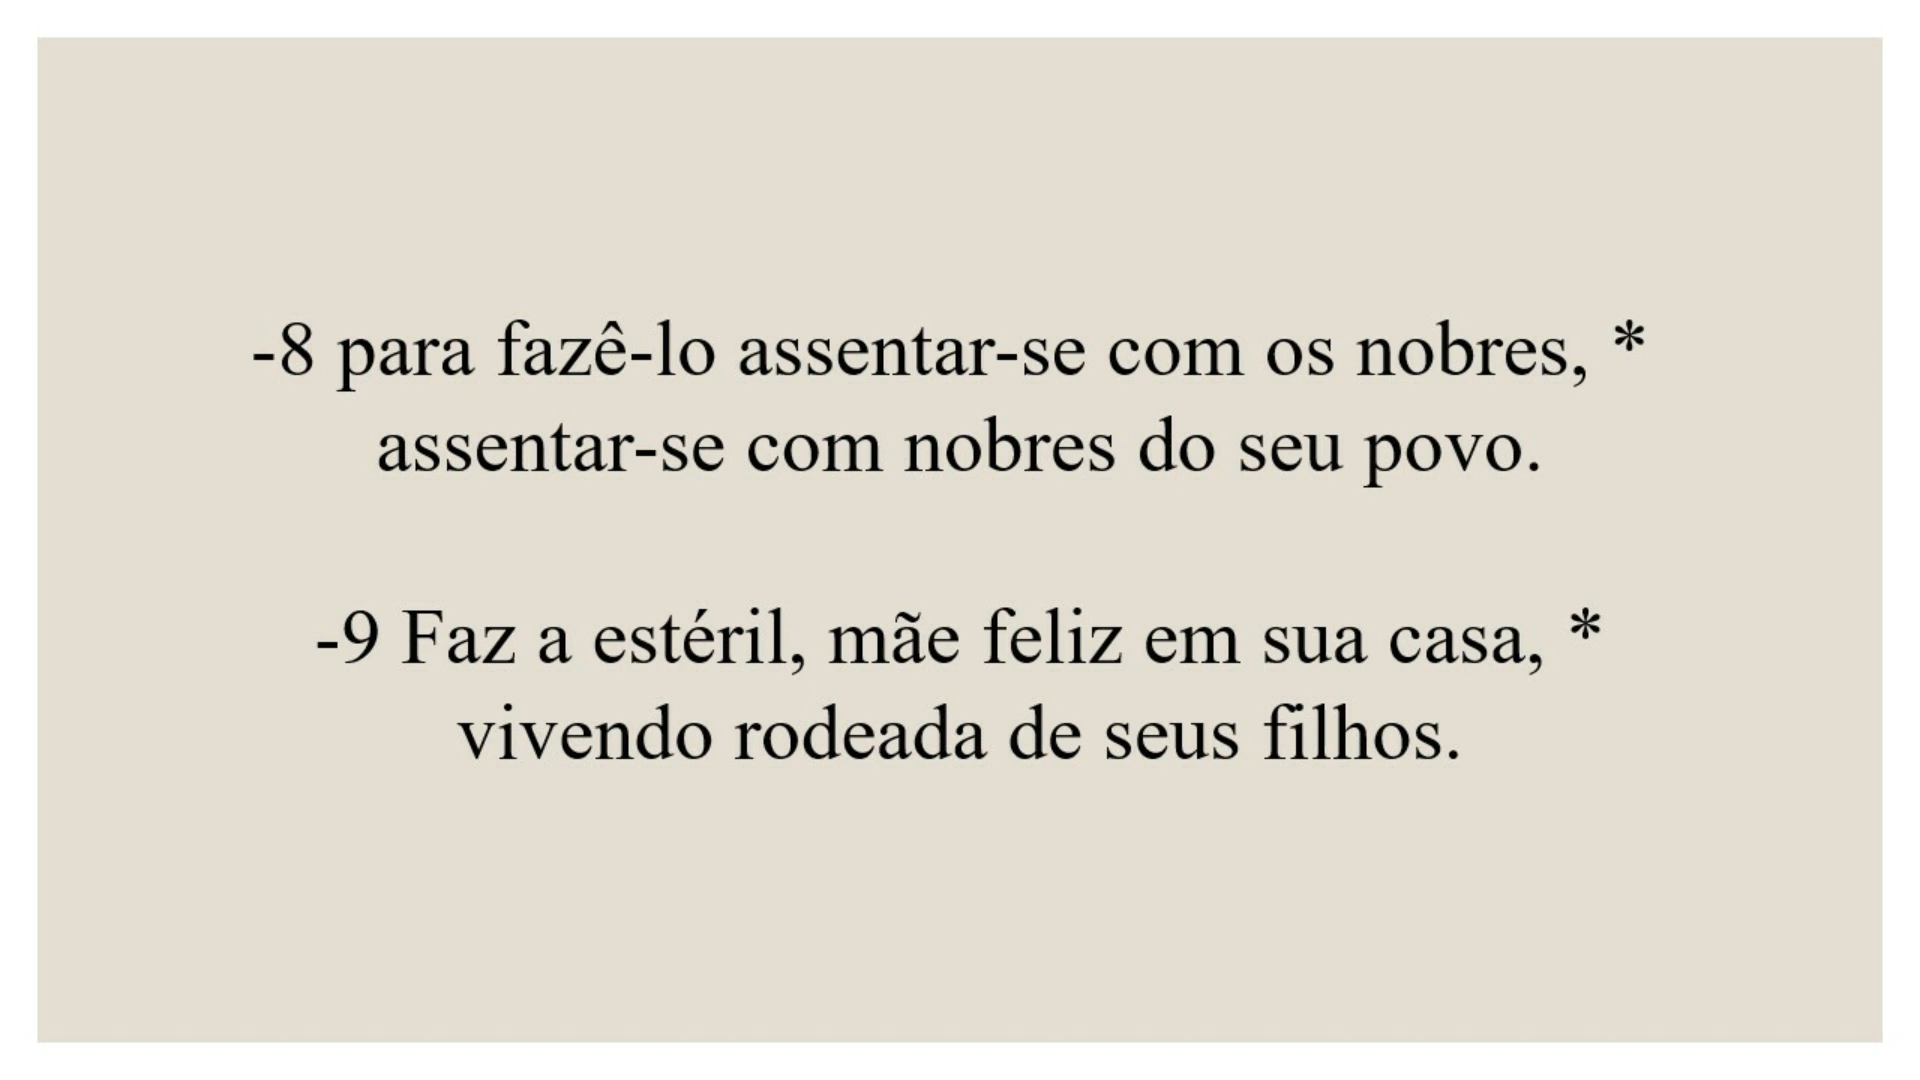 -8 para fazê-lo assentar-se com os nobres, *
assentar-se com nobres do seu povo.
-9 Faz a estéril, mãe feliz em sua casa, *
vivendo rodeada de seus filhos.